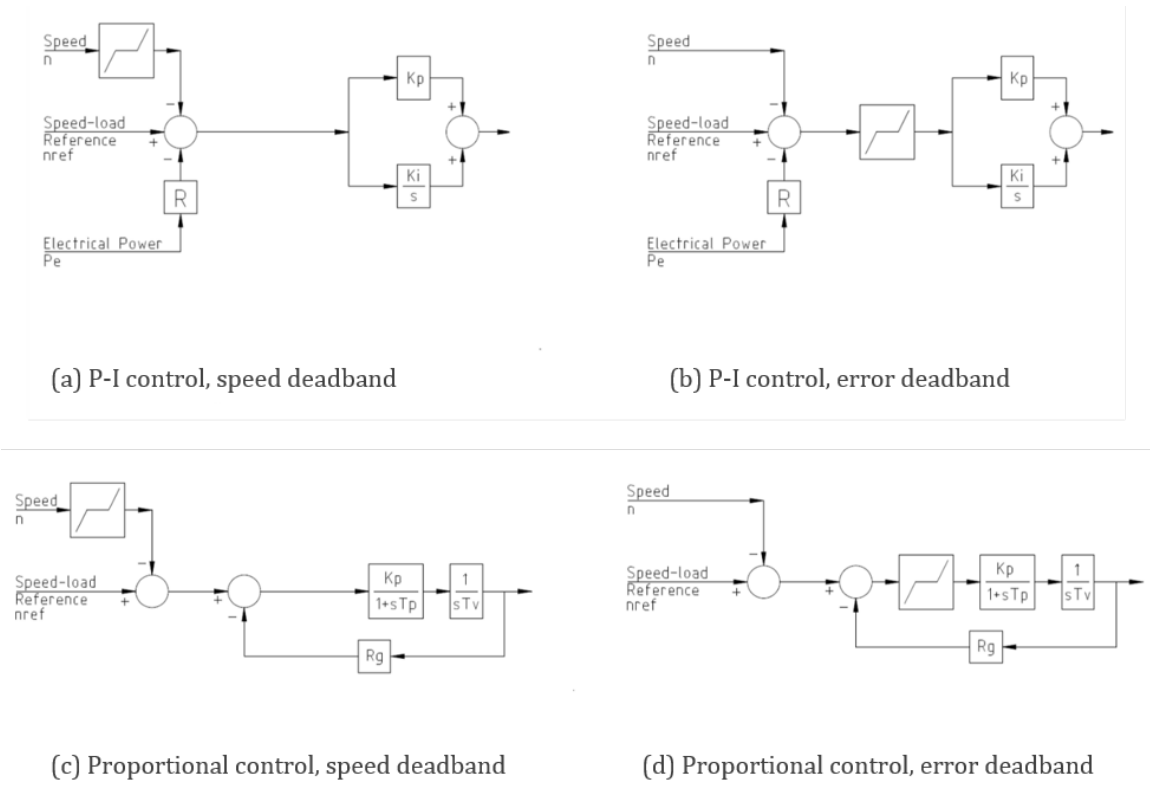 Speed
n
Speed-load
Reference
nref
R
Electrical Power
Pe
Kp
Ki
s
+
−
−
+
+
(a) P-I control, speed deadband
Speed
n
Speed-load
Reference
nref
R
Electrical Power
Pe
Kp
Ki
s
+
−
−
+
+
(b) P-I control, error deadband
Speed
n
Speed-load
Reference
nref
+
−
+
−
Kp
1+sTp
1
sTv
Rg
(c) Proportional control, speed deadband
Speed
n
Speed-load
Reference
nref
+
−
+
−
Kp
1+sTp
1
sTv
Rg
(d) Proportional control, error deadband